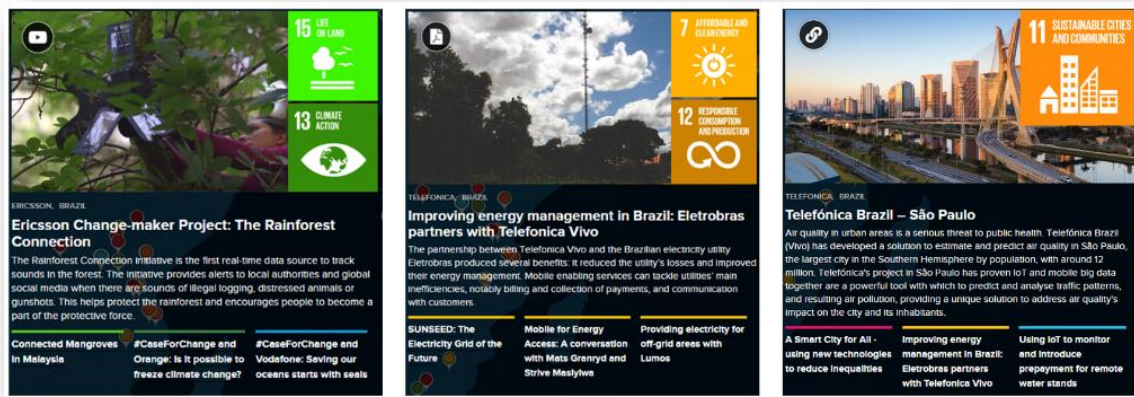 15 LIFE
ON LAND
13 CLIMATE
ACTION
ERICSSON, BRAZIL
Ericsson Change-maker Project: The Rainforest
Connection
The Rainforest Connection initiative is the first real-time data source to track
sounds in the forest. The initiative provides alerts to local authorities and global
social media when there are sounds of illegal logging, distressed animals or
gunshots. This helps protect the rainforest and encourages people to become a
part of the protective force.
Connected Mangroves
in Malaysia
#CaseForChange and
Orange: Is it possible to
freeze climate change?
#CaseForChange and
Vodafone: Saving our
oceans starts with seals
7 AFFORDABLE AND
CLEAN ENERGY
12 RESPONSIBLE
CONSUMPTION
AND PRODUCTION
TELEFONICA, BRAZIL
Improving energy management in Brazil: Eletrobras
partners with Telefonica Vivo
The partnership between Telefonica Vivo and the Brazilian electricity utility
Eletrobras produced several benefits: it reduced the utility's losses and improved
their energy management. Mobile enabling services can tackle utilities' main
inefficiencies, notably billing and collection of payments, and communication
with customers.
SUNSEED: The
Electricity Grid of the
Future
Mobile for Energy
Access: A conversation
with Mats Granryd and
Strive Masiyiwa
Providing electricity for
off-grid areas with
Lumos
11 SUSTAINABLE CITIES
AND COMMUNITIES
TELEFONICA, BRAZIL
Telefónica Brazil – São Paulo
Air quality in urban areas is a serious threat to public health. Telefónica Brazil
(Vivo) has developed a solution to estimate and predict air quality in São Paulo,
the largest city in the Southern Hemisphere by population, with around 12
million. Telefónica's project in São Paulo has proven IoT and mobile big data
together are a powerful tool with which to predict and analyse traffic patterns,
and resulting air pollution, providing a unique solution to address air quality's
impact on the city and its inhabitants.
A Smart City for All -
using new technologies
to reduce inequalities
Improving energy
management in Brazil:
Eletrobras partners
with Telefonica Vivo
Using IoT to monitor
and introduce
prepayment for remote
water stands